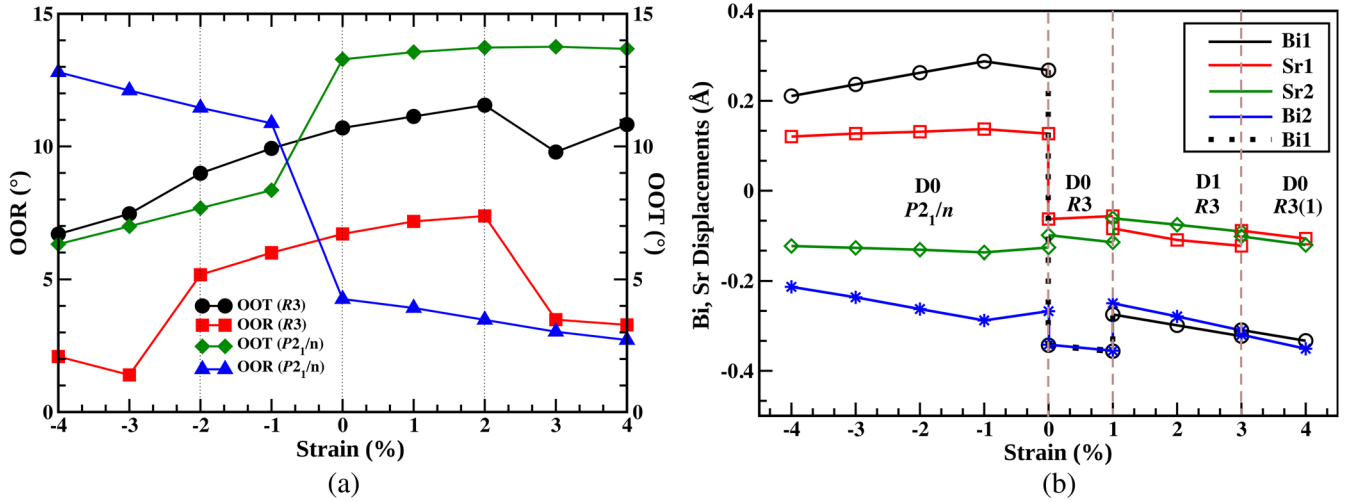 15
10
5
0
OOR (°)
15
10
5
0
OOT (°)
OOT (R3)
OOR (R3)
OOT (P2₁/n)
OOR (P2₁/n)
-4 -3 -2 -1 0 1 2 3 4
Strain (%)
(a)
0.4
0.2
0
-0.2
-0.4
Bi, Sr Displacements (Å)
Bi1
Sr1
Sr2
Bi2
Bi1
D0
P2₁/n
D0
R3
D1
R3
D0
R3(1)
-4 -3 -2 -1 0 1 2 3 4
Strain (%)
(b)